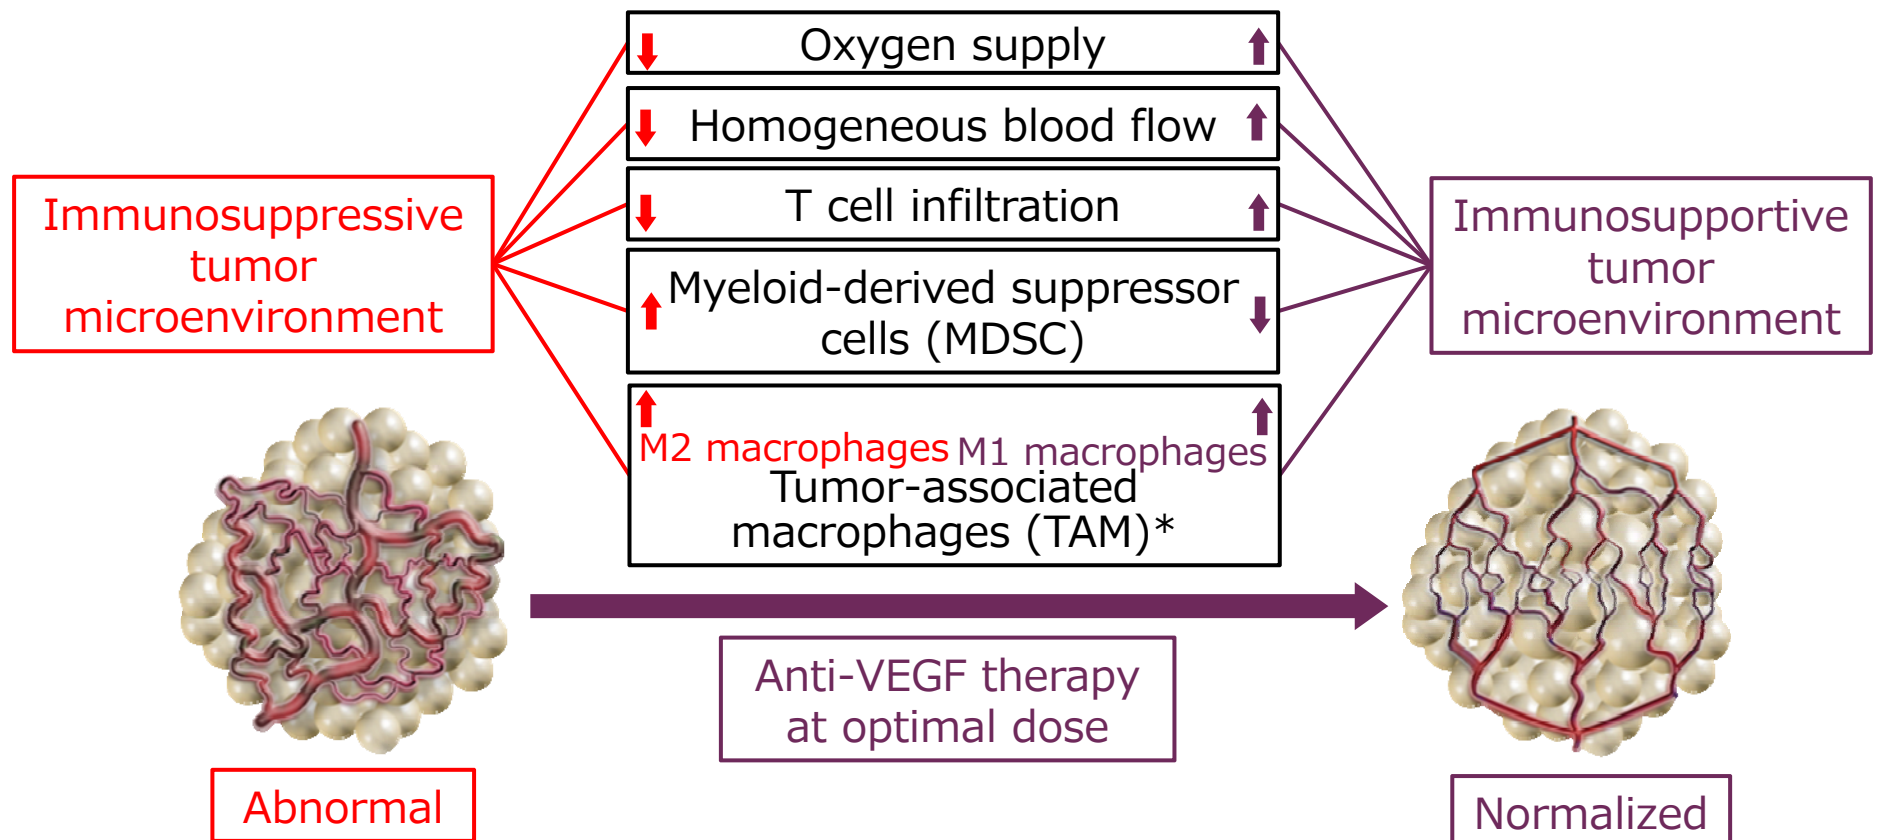 Oxygen supply
Homogeneous blood flow
T cell infiltration
Myeloid-derived suppressor
cells (MDSC)
M2 macrophages M1 macrophages
Tumor-associated
macrophages (TAM)*
Immunosuppressive
tumor
microenvironment
Immunosupportive
tumor
microenvironment
Anti-VEGF therapy
at optimal dose
Abnormal
Normalized